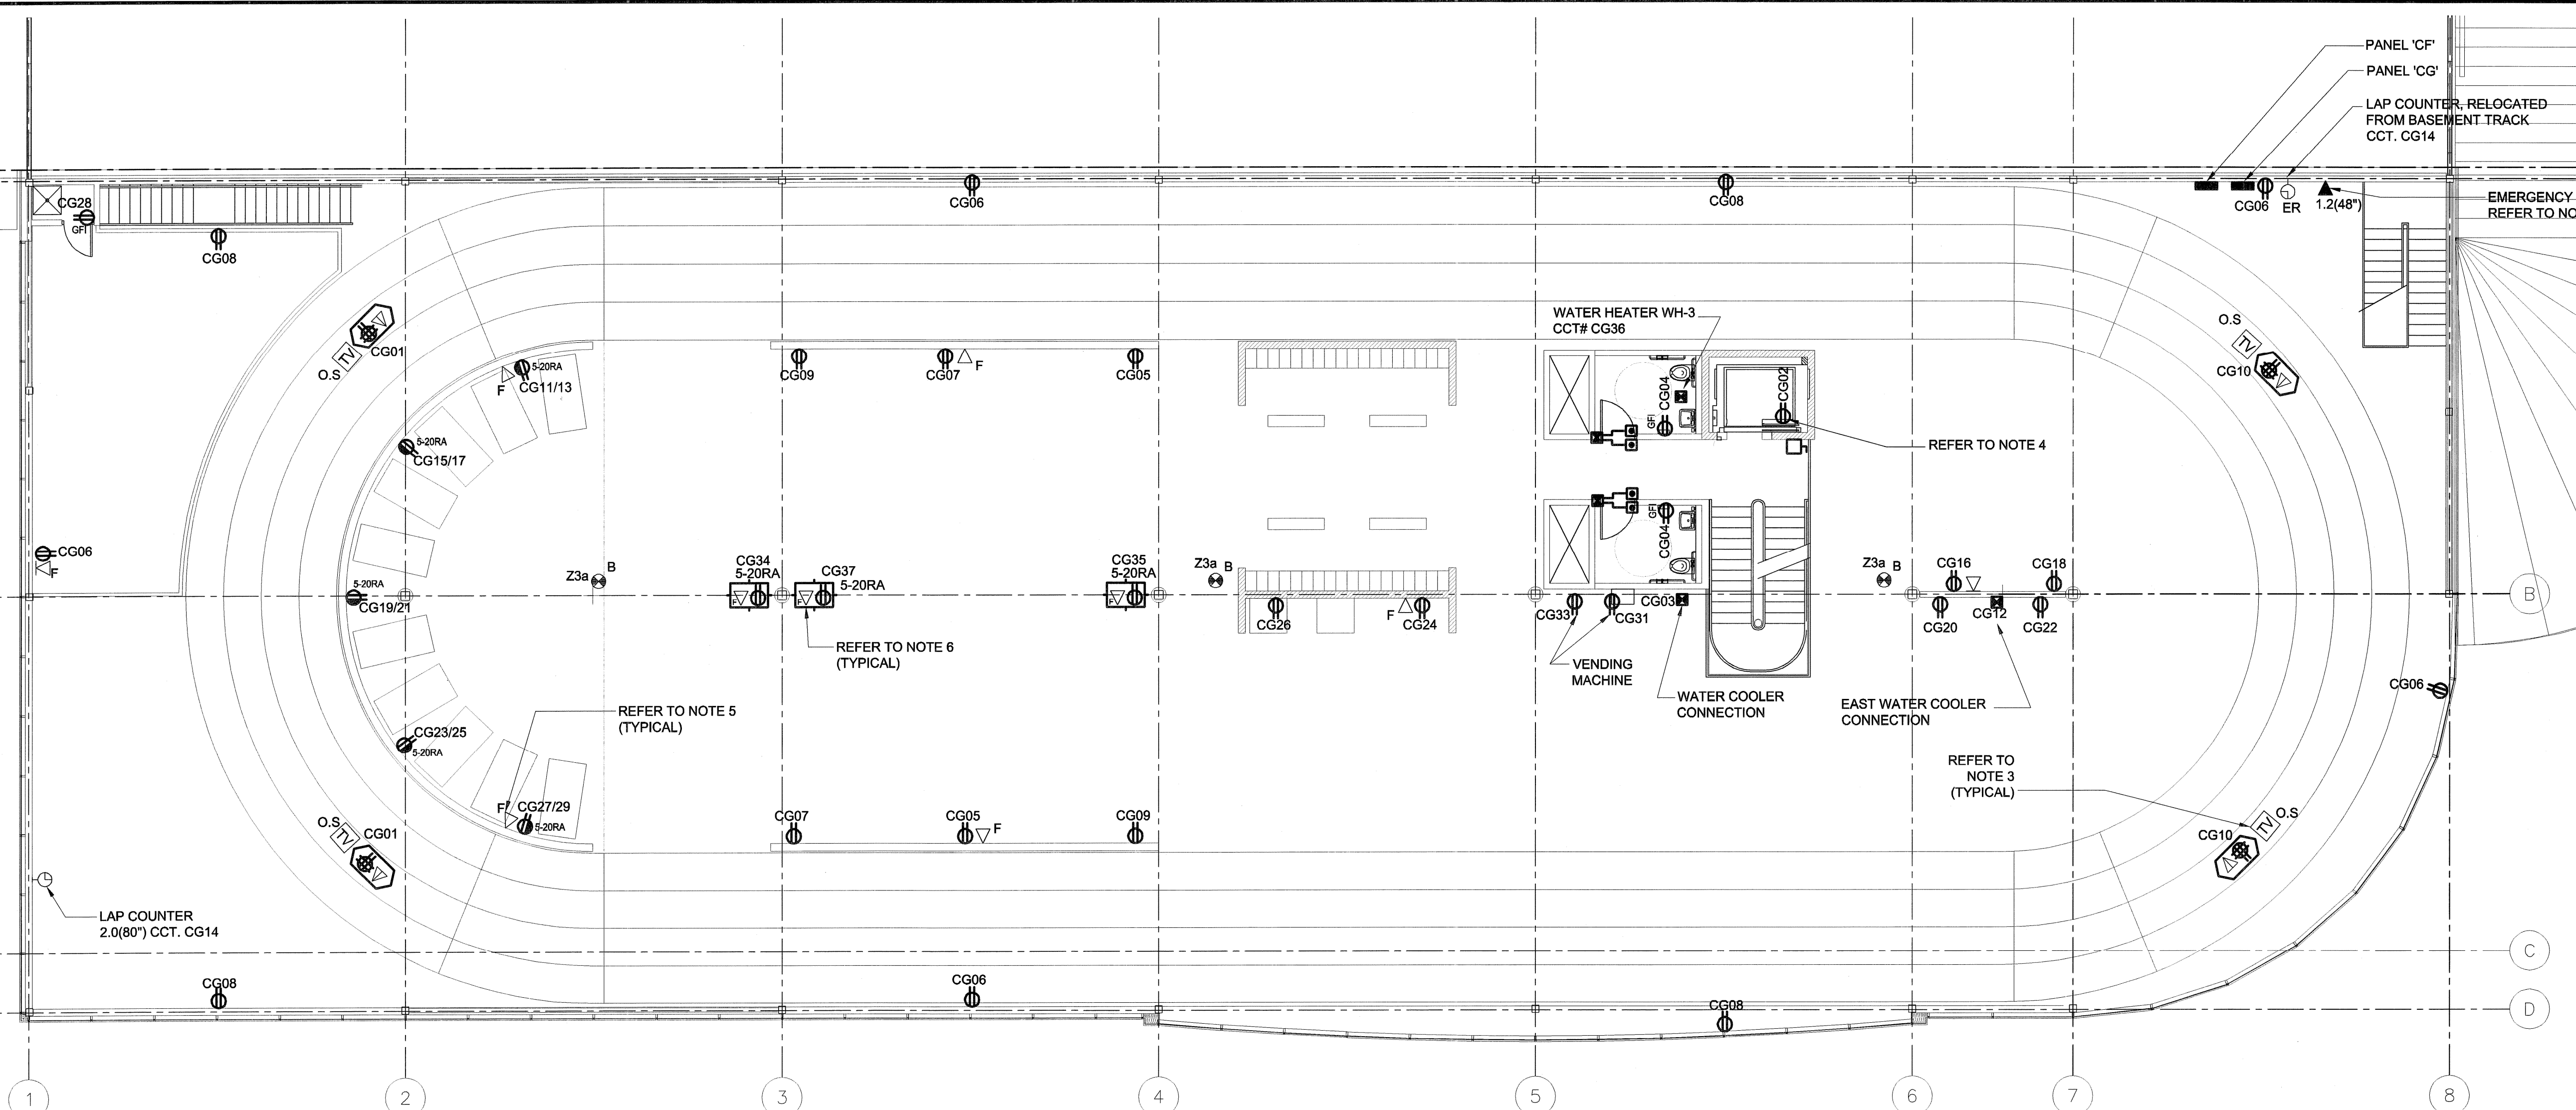 PANEL 'CF'
PANEL 'CG'
LAP COUNTER, RELOCATED
FROM BASEMENT TRACK
CCT. CG14
CG28
GFI
CG08
CG06
CG08
CG06
ER
1.2(48")
EMERGENCY
REFER TO NO
O.S
TV
CG01
F
5-20RA
CG11/13
CG09
CG07
F
CG05
WATER HEATER WH-3
CCT# CG36
CG04
GFI
CG02
O.S
TV
CG10
5-20RA
CG15/17
REFER TO NOTE 4
CG06
F
5-20RA
CG19/21
Z3a
B
CG34
5-20RA
F
CG37
5-20RA
F
CG35
5-20RA
F
Z3a
B
GFI
CG04
Z3a
B
CG16
CG18
B
CG26
F
CG24
CG33
CG31
CG03
CG20
CG12
CG22
REFER TO NOTE 6
(TYPICAL)
VENDING
MACHINE
WATER COOLER
CONNECTION
EAST WATER COOLER
CONNECTION
CG06
REFER TO NOTE 5
(TYPICAL)
CG23/25
5-20RA
REFER TO
NOTE 3
(TYPICAL)
F
CG27/29
5-20RA
O.S
TV
CG01
CG07
CG05
F
CG09
O.S
TV
CG10
LAP COUNTER
2.0(80") CCT. CG14
C
CG08
CG06
CG08
D
1
2
3
4
5
6
7
8